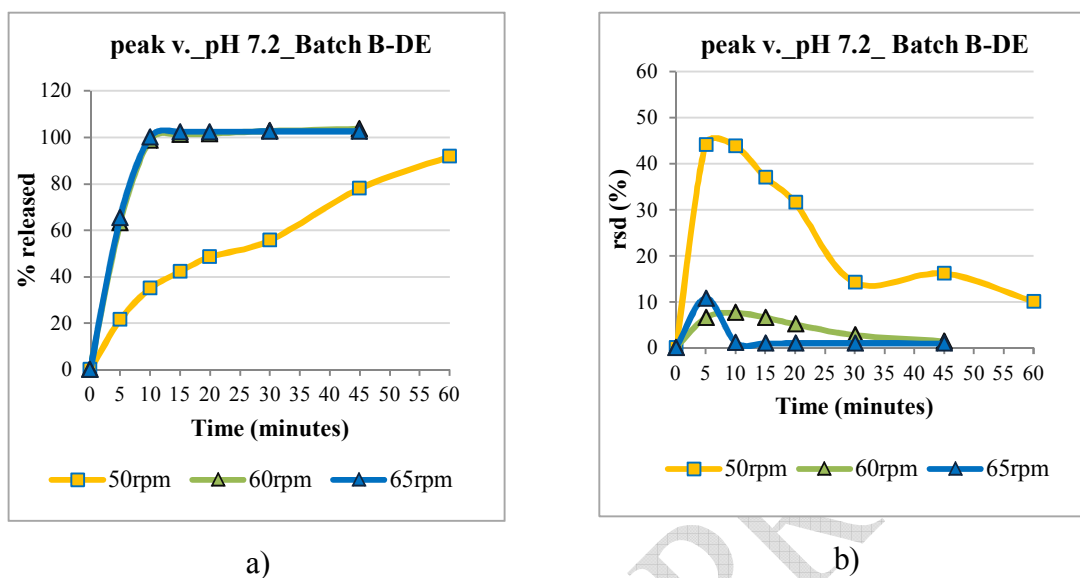 peak v._pH 7.2_Batch B-DE
120
100
80
60
40
20
0
% released
0 5 10 15 20 25 30 35 40 45 50 55 60
Time (minutes)
50rpm 60rpm 65rpm
a)
peak v._pH 7.2_ Batch B-DE
60
50
40
30
20
10
0
rsd (%)
0 5 10 15 20 25 30 35 40 45 50 55 60
Time (minutes)
50rpm 60rpm 65rpm
b)